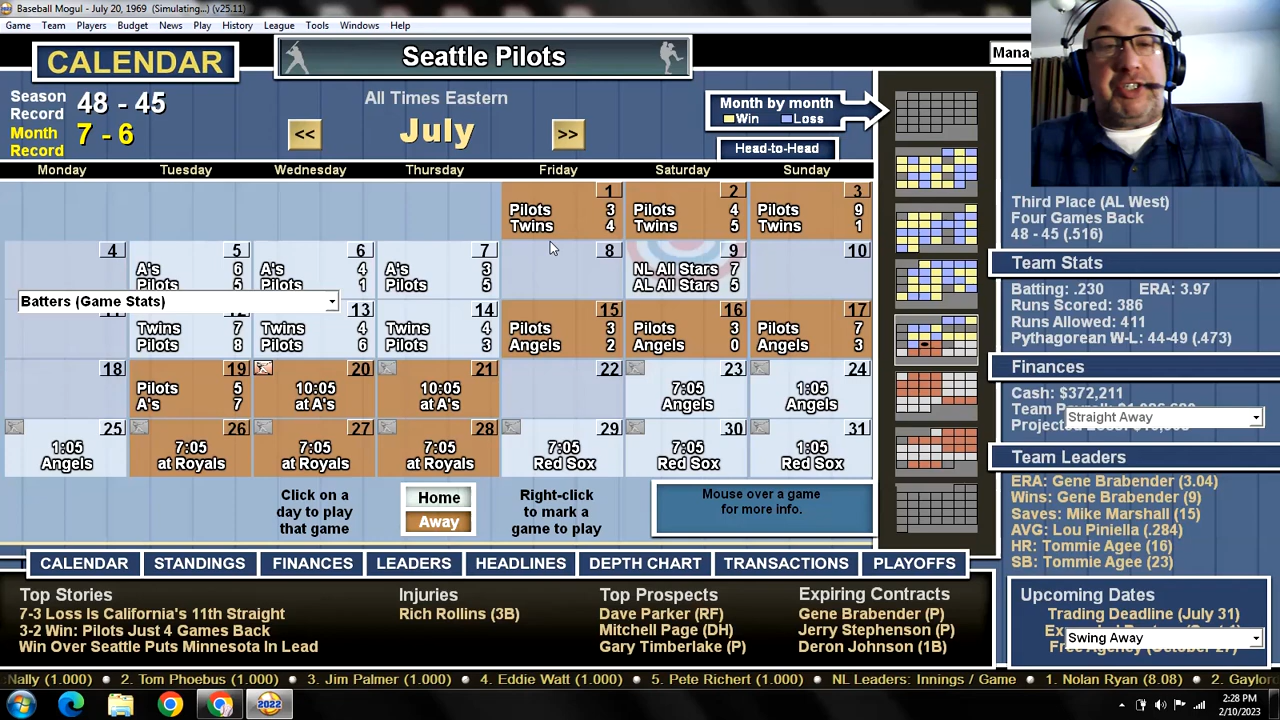 Baseball Mogul - July 20, 1969 (Simulating...) (v25.11)
Game Team Players Budget News Play History League Tools Windows Help
CALENDAR
Seattle Pilots
Season Record 48 - 45
Month Record 7 - 6
All Times Eastern
<< July >>
Month by month
Win Loss
Head-to-Head
Monday Tuesday Wednesday Thursday Friday Saturday Sunday
1 2 3
Pilots 3 Pilots 4 Pilots 9
Twins 4 Twins 5 Twins 1
4 5 6 7 8 9 10
A's 6 A's 4 A's 3 NL All Stars 7
Pilots 5 Pilots 1 Pilots 5 AL All Stars 5
Batters (Game Stats)
13 14 15 16 17
Twins 7 Twins 4 Twins 4 Pilots 3 Pilots 3 Pilots 7
Pilots 8 Pilots 6 Pilots 3 Angels 2 Angels 0 Angels 3
18 19 20 21 22 23 24
Pilots 5 10:05 10:05 7:05 1:05
A's 7 at A's at A's Angels Angels
25 26 27 28 29 30 31
1:05 7:05 7:05 7:05 7:05 7:05 1:05
Angels at Royals at Royals at Royals Red Sox Red Sox Red Sox
Click on a day to play that game
Home
Away
Right-click to mark a game to play
Mouse over a game
for more info.
Third Place (AL West)
Four Games Back
48 - 45 (.516)
Team Stats
Batting: .230 ERA: 3.97
Runs Scored: 386
Runs Allowed: 411
Pythagorean W-L: 44-49 (.473)
Finances
Cash: $372,211
Team
Straight Away
Team Leaders
ERA: Gene Brabender (3.04)
Wins: Gene Brabender (9)
Saves: Mike Marshall (15)
AVG: Lou Piniella (.284)
HR: Tommie Agee (16)
SB: Tommie Agee (23)
CALENDAR STANDINGS FINANCES LEADERS HEADLINES DEPTH CHART TRANSACTIONS PLAYOFFS
Top Stories
7-3 Loss Is California's 11th Straight
3-2 Win: Pilots Just 4 Games Back
Win Over Seattle Puts Minnesota In Lead
Injuries
Rich Rollins (3B)
Top Prospects
Dave Parker (RF)
Mitchell Page (DH)
Gary Timberlake (P)
Expiring Contracts
Gene Brabender (P)
Jerry Stephenson (P)
Deron Johnson (1B)
Upcoming Dates
Trading Deadline (July 31)
Swing Away
Nally (1.000) 2. Tom Phoebus (1.000) 3. Jim Palmer (1.000) 4. Eddie Watt (1.000) 5. Pete Richert (1.000) NL Leaders: Innings / Game 1. Nolan Ryan (8.08) 2. Gaylord
2022
2:28 PM
2/10/2023